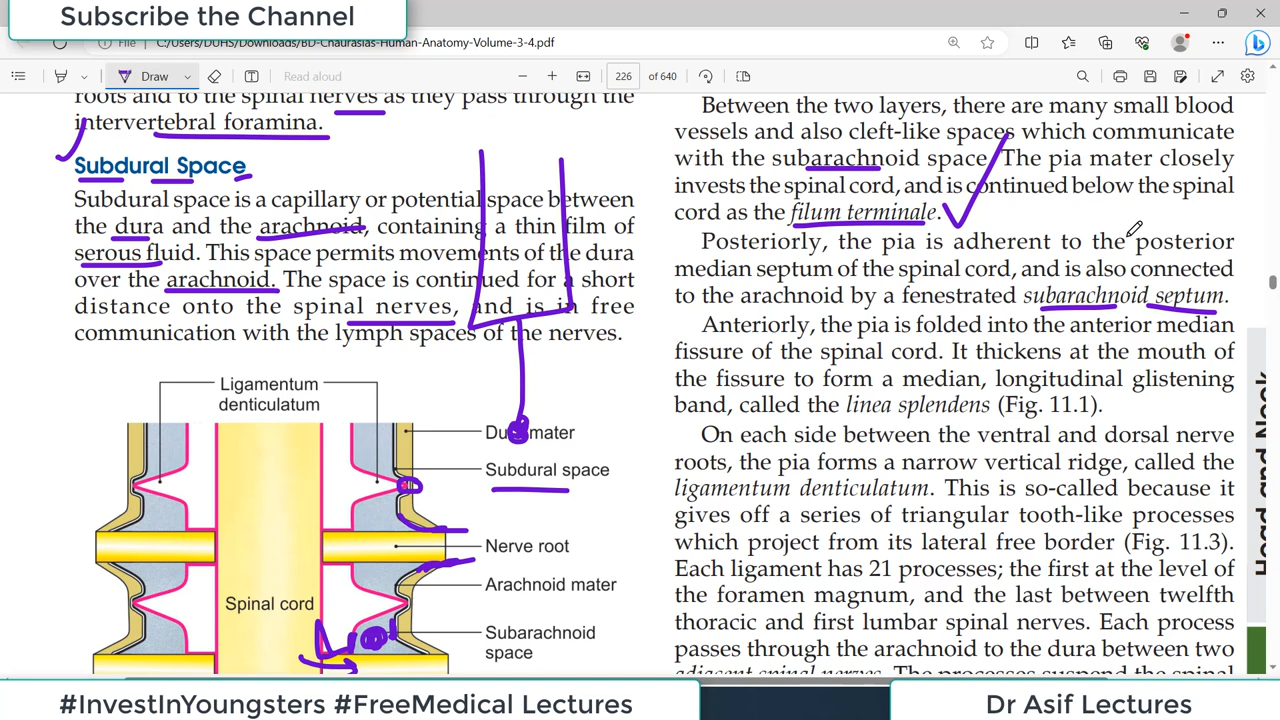 Subscribe the Channel
File
C:/Users/DUHS/Downloads/BD-Chaurasias-Human-Anatomy-Volume-3-4.pdf
Draw
Read aloud
226
of 640
roots and to the spinal nerves as they pass through the
intervertebral foramina.
Subdural Space
Subdural space is a capillary or potential space between
the dura and the arachnoid, containing a thin film of
serous fluid. This space permits movements of the dura
over the arachnoid. The space is continued for a short
distance onto the spinal nerves, and is in free
communication with the lymph spaces of the nerves.
Ligamentum
denticulatum
Dura mater
Subdural space
Nerve root
Arachnoid mater
Spinal cord
Subarachnoid
space
Between the two layers, there are many small blood
vessels and also cleft-like spaces which communicate
with the subarachnoid space. The pia mater closely
invests the spinal cord, and is continued below the spinal
cord as the filum terminale.
Posteriorly, the pia is adherent to the posterior
median septum of the spinal cord, and is also connected
to the arachnoid by a fenestrated subarachnoid septum.
Anteriorly, the pia is folded into the anterior median
fissure of the spinal cord. It thickens at the mouth of
the fissure to form a median, longitudinal glistening
band, called the linea splendens (Fig. 11.1).
On each side between the ventral and dorsal nerve
roots, the pia forms a narrow vertical ridge, called the
ligamentum denticulatum. This is so-called because it
gives off a series of triangular tooth-like processes
which project from its lateral free border (Fig. 11.3).
Each ligament has 21 processes; the first at the level of
the foramen magnum, and the last between twelfth
thoracic and first lumbar spinal nerves. Each process
passes through the arachnoid to the dura between two
adjacent spinal nerves. The processes suspend the spinal
Head and Neck
#InvestInYoungsters #FreeMedical Lectures
Dr Asif Lectures